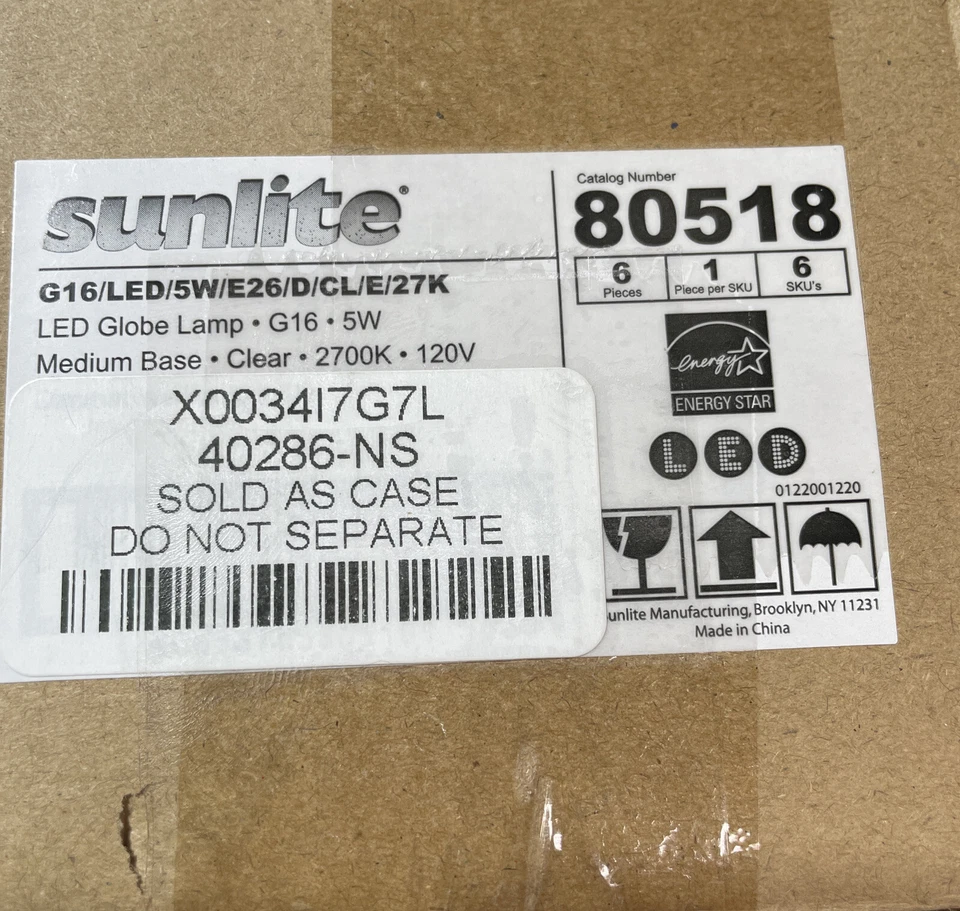 sunlite®
G16/LED/5W/E26/D/CL/E/27K
LED Globe Lamp • G16 • 5W
Medium Base • Clear • 2700K • 120V
X0034I7G7L
40286-NS
SOLD AS CASE
DO NOT SEPARATE
Catalog Number
80518
6 Pieces
1 Piece per SKU
6 SKU's
energy
ENERGY STAR
LED
0122001220
unlite Manufacturing, Brooklyn, NY 11231
Made in China